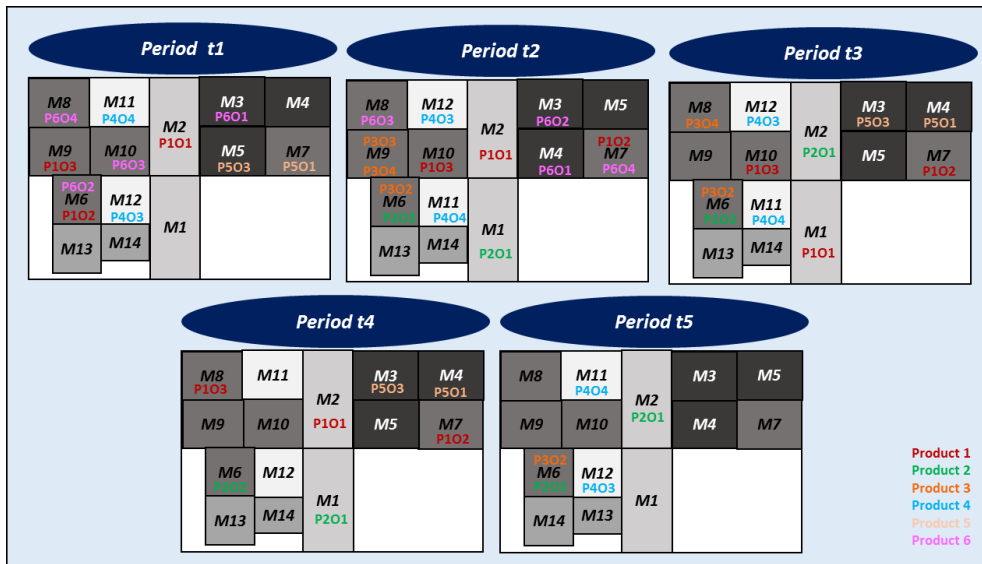 Period t1
M8
P6O4
M11
P4O4
M2
P1O1
M3
P6O1
M4
M9
P1O3
M10
P6O3
M5
P5O3
M7
P5O1
P6O2
M6
P1O2
M12
P4O3
M1
M13
M14
Period t2
M8
P6O3
M12
P4O3
M2
P1O1
M3
P6O2
M5
P3O3
M9
P3O4
M10
P1O3
M4
P6O1
P1O2
M7
P6O4
P3O2
M6
P2O2
M11
P4O4
M1
P2O1
M13
M14
Period t3
M8
P3O4
M12
P4O3
M2
P2O1
M3
P5O3
M4
P5O1
M9
M10
P1O3
M5
M7
P1O2
P3O2
M6
P2O2
M11
P4O4
M1
P1O1
M13
M14
Period t4
M8
P1O3
M11
M2
P1O1
M3
P5O3
M4
P5O1
M9
M10
M5
M7
P1O2
M6
P2O2
M12
M1
P2O1
M13
M14
Period t5
M8
M11
P4O4
M2
P2O1
M3
M5
M9
M10
M4
M7
P3O2
M6
P2O2
M12
P4O3
M1
M14
M13
Product 1
Product 2
Product 3
Product 4
Product 5
Product 6